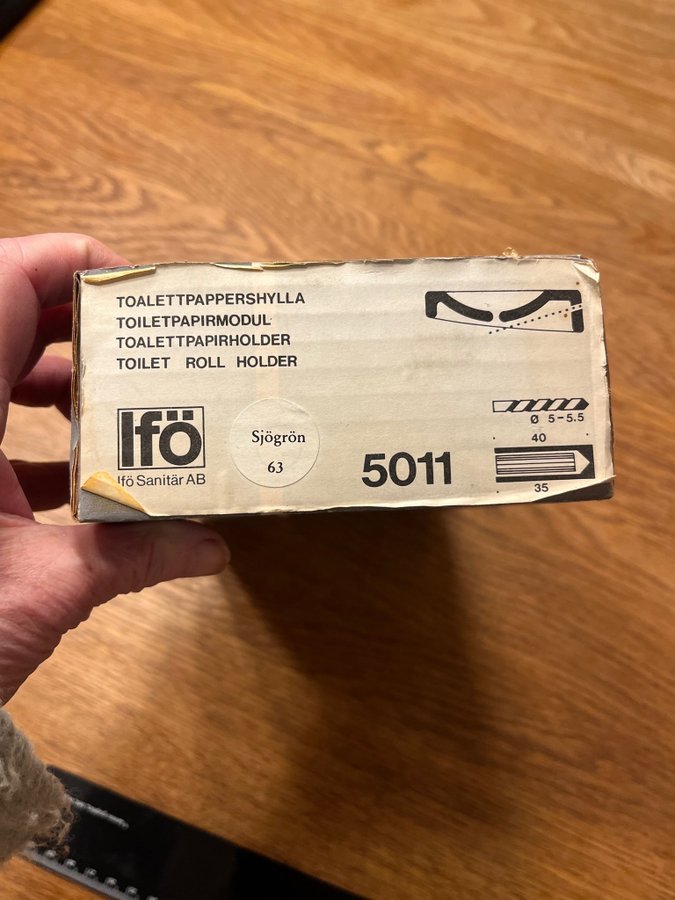 TOALETTPAPPERSHYLLA
TOILETPAPIRMODUL
TOALETTPAPIRHOLDER
TOILET ROLL HOLDER
Ifö
Ifö Sanitär AB
Sjögrön
63
5011
Ø 5-5.5
40
35